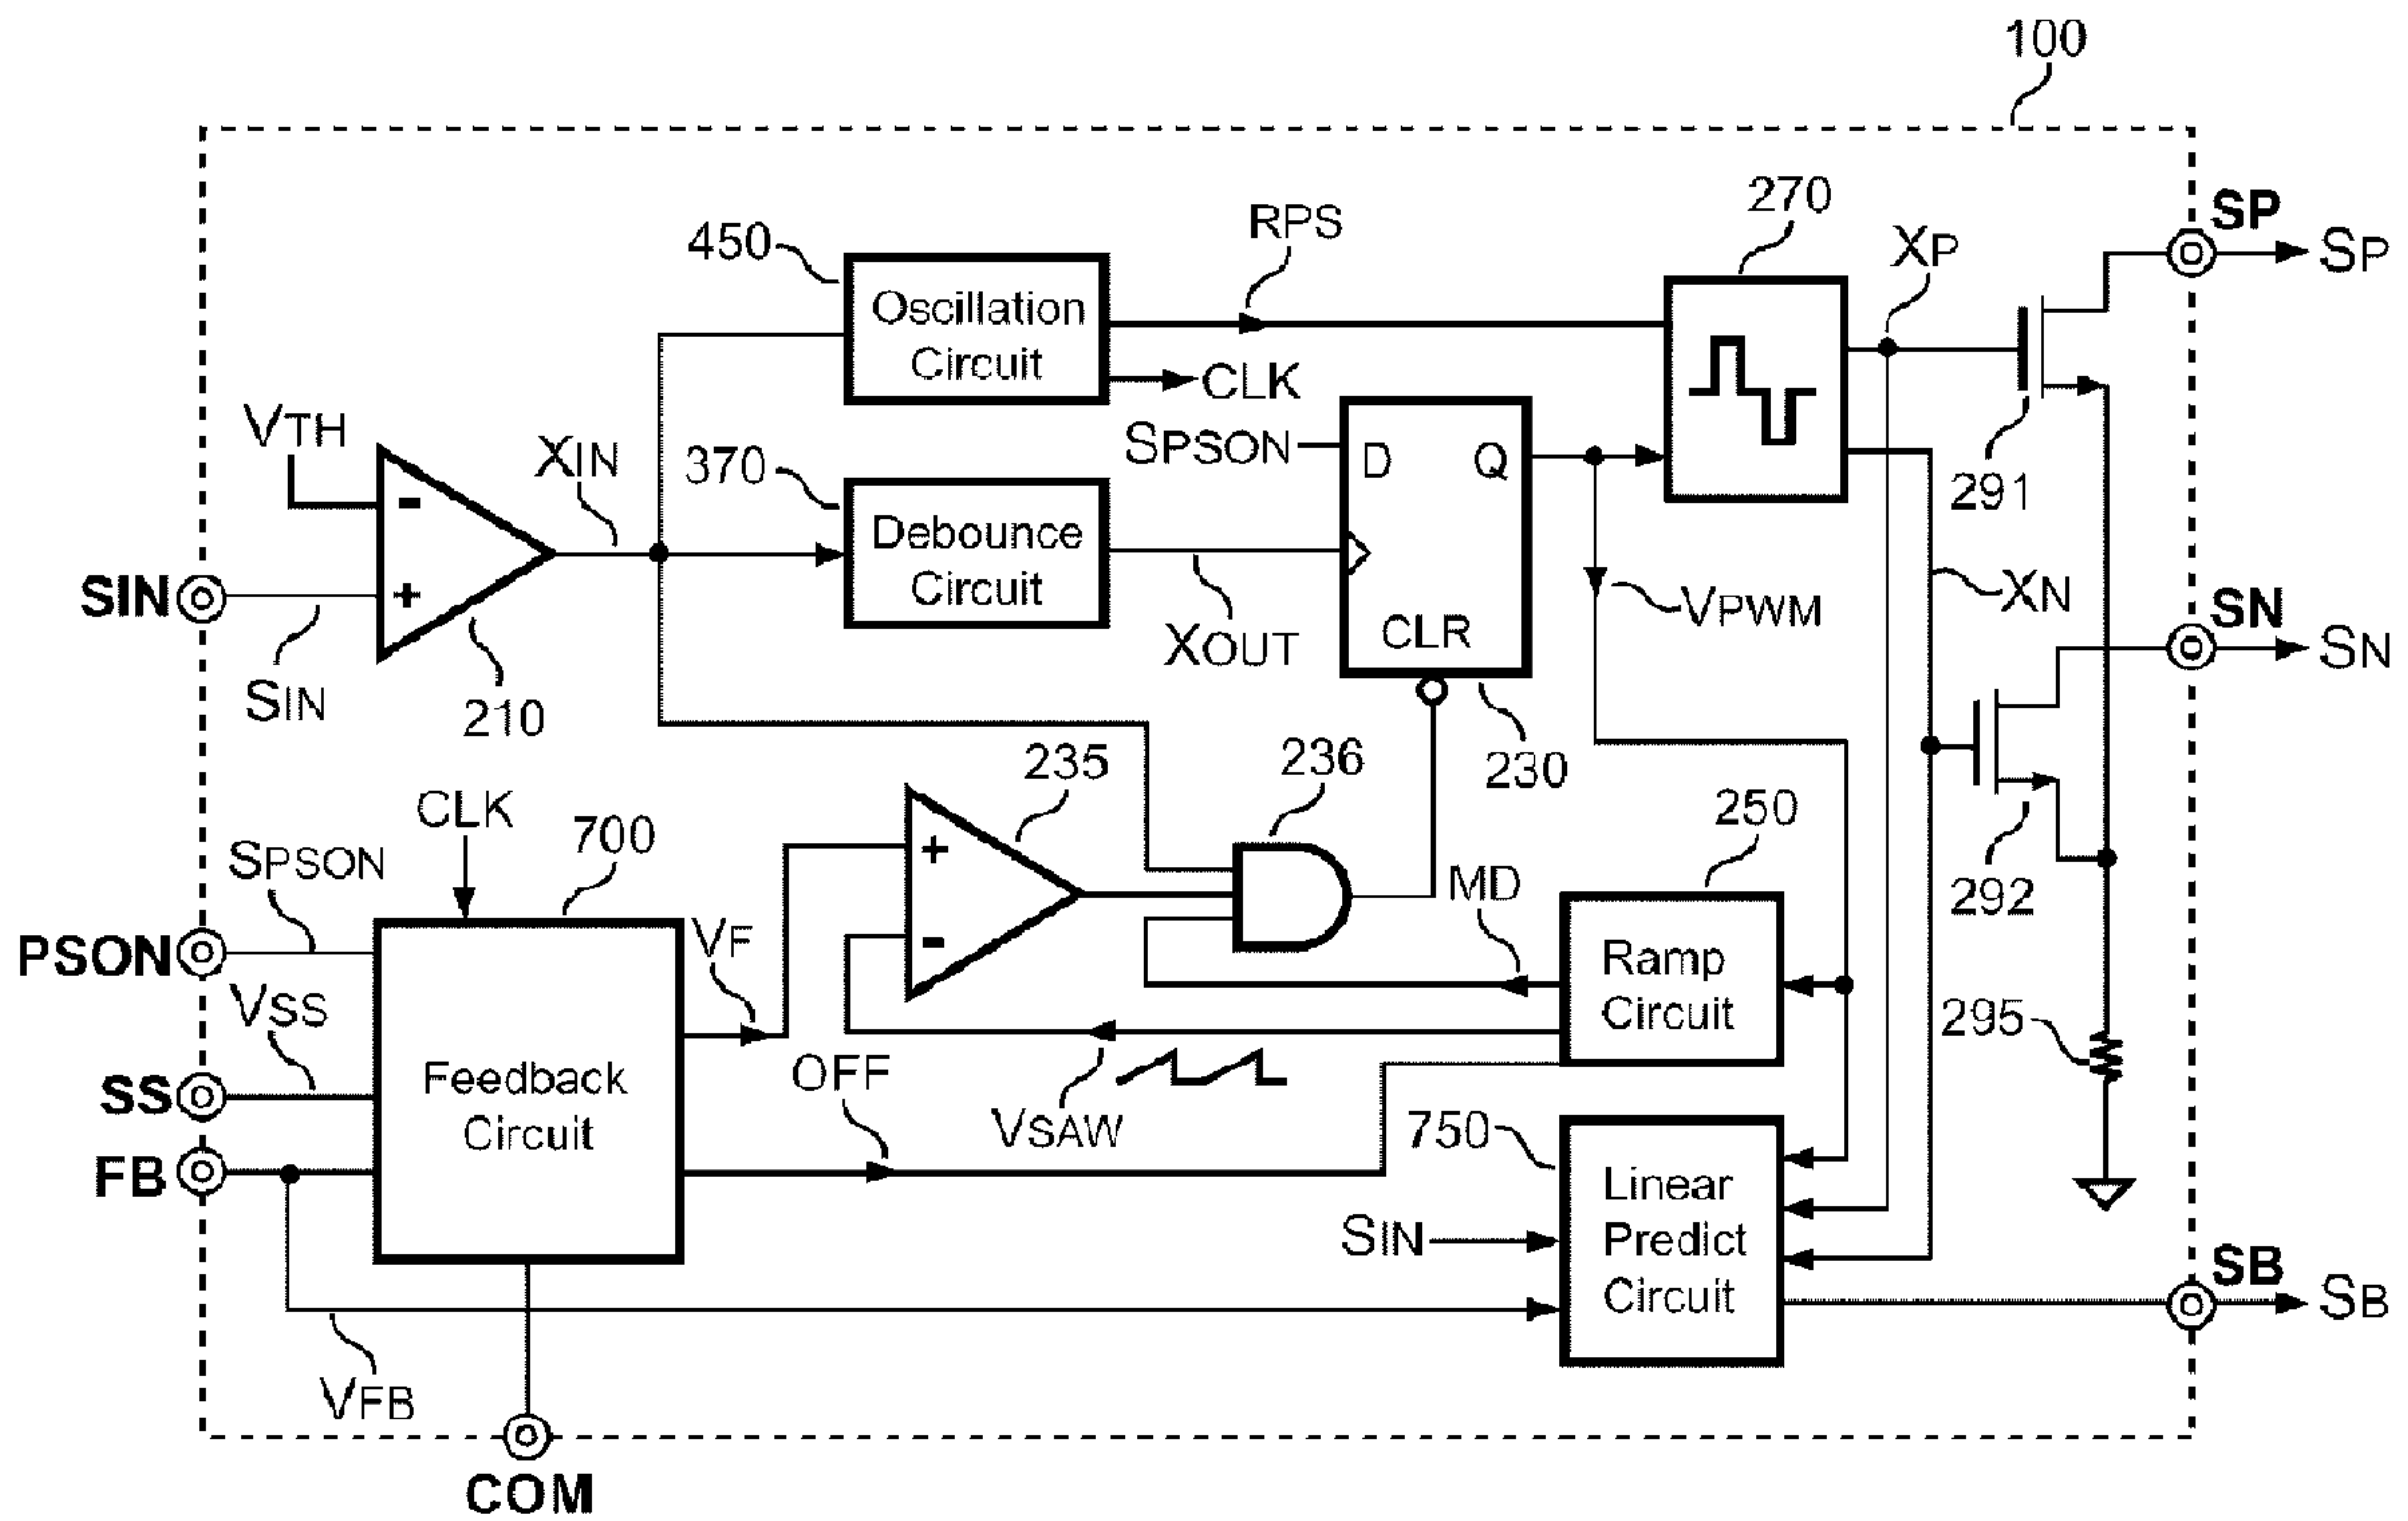 100
SP
SP
270
RPS
XP
450
Oscillation
Circuit
CLK
VTH
XIN
370
SPSON
D
Q
291
Debounce
Circuit
SIN
SIN
210
XOUT
CLR
VPWM
XN
SN
SN
235
236
230
CLK
700
SPSON
250
292
PSON
VF
MD
Ramp
Circuit
VSS
295
SS
Feedback
Circuit
OFF
VSAW
750
FB
Linear
Predict
Circuit
SIN
SB
SB
VFB
COM
+
-
+
-